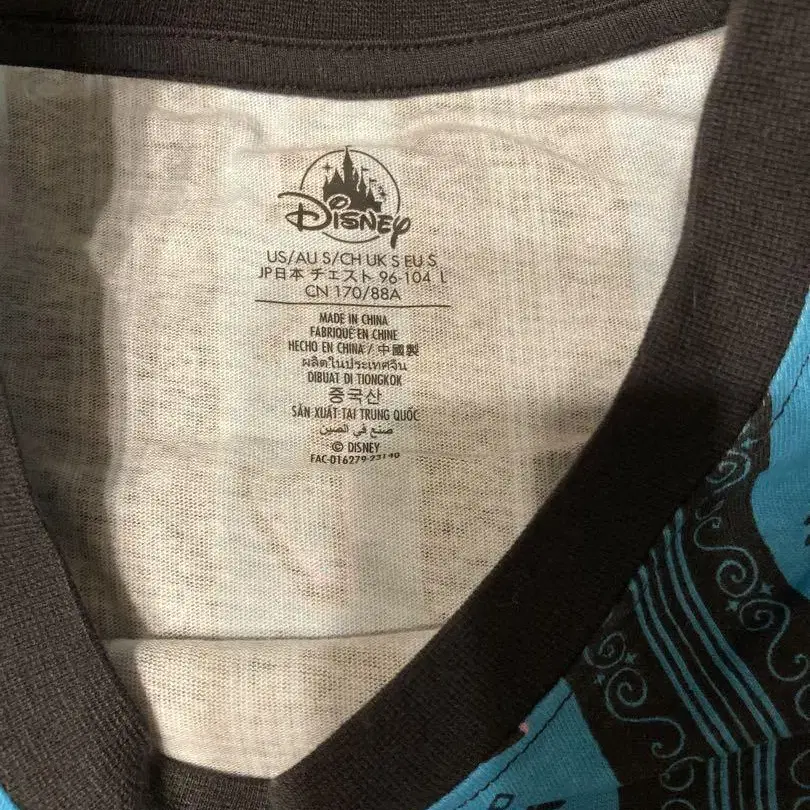 DISNEY
US/AU S/CH UK S EU S
JP日本 チェスト 96-104 L
CN 170/88A
MADE IN CHINA
FABRIQUÉ EN CHINE
HECHO EN CHINA / 中國製
ผลิตในประเทศจีน
DIBUAT DI TIONGKOK
중국산
SẢN XUẤT TẠI TRUNG QUỐC
صنع في الصين
© DISNEY
FAC-016279-23140